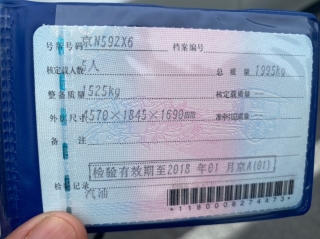 号牌号码 京N59ZX6 档案编号
核定载人数 5人 总质量 1995kg
整备质量 1525kg 核定载质量
外廓尺寸 4570×1845×1690mm 准牵引总质量
备注
检验有效期至2018 年01 月京A(01)
检验记录
汽油
*1180008274473*